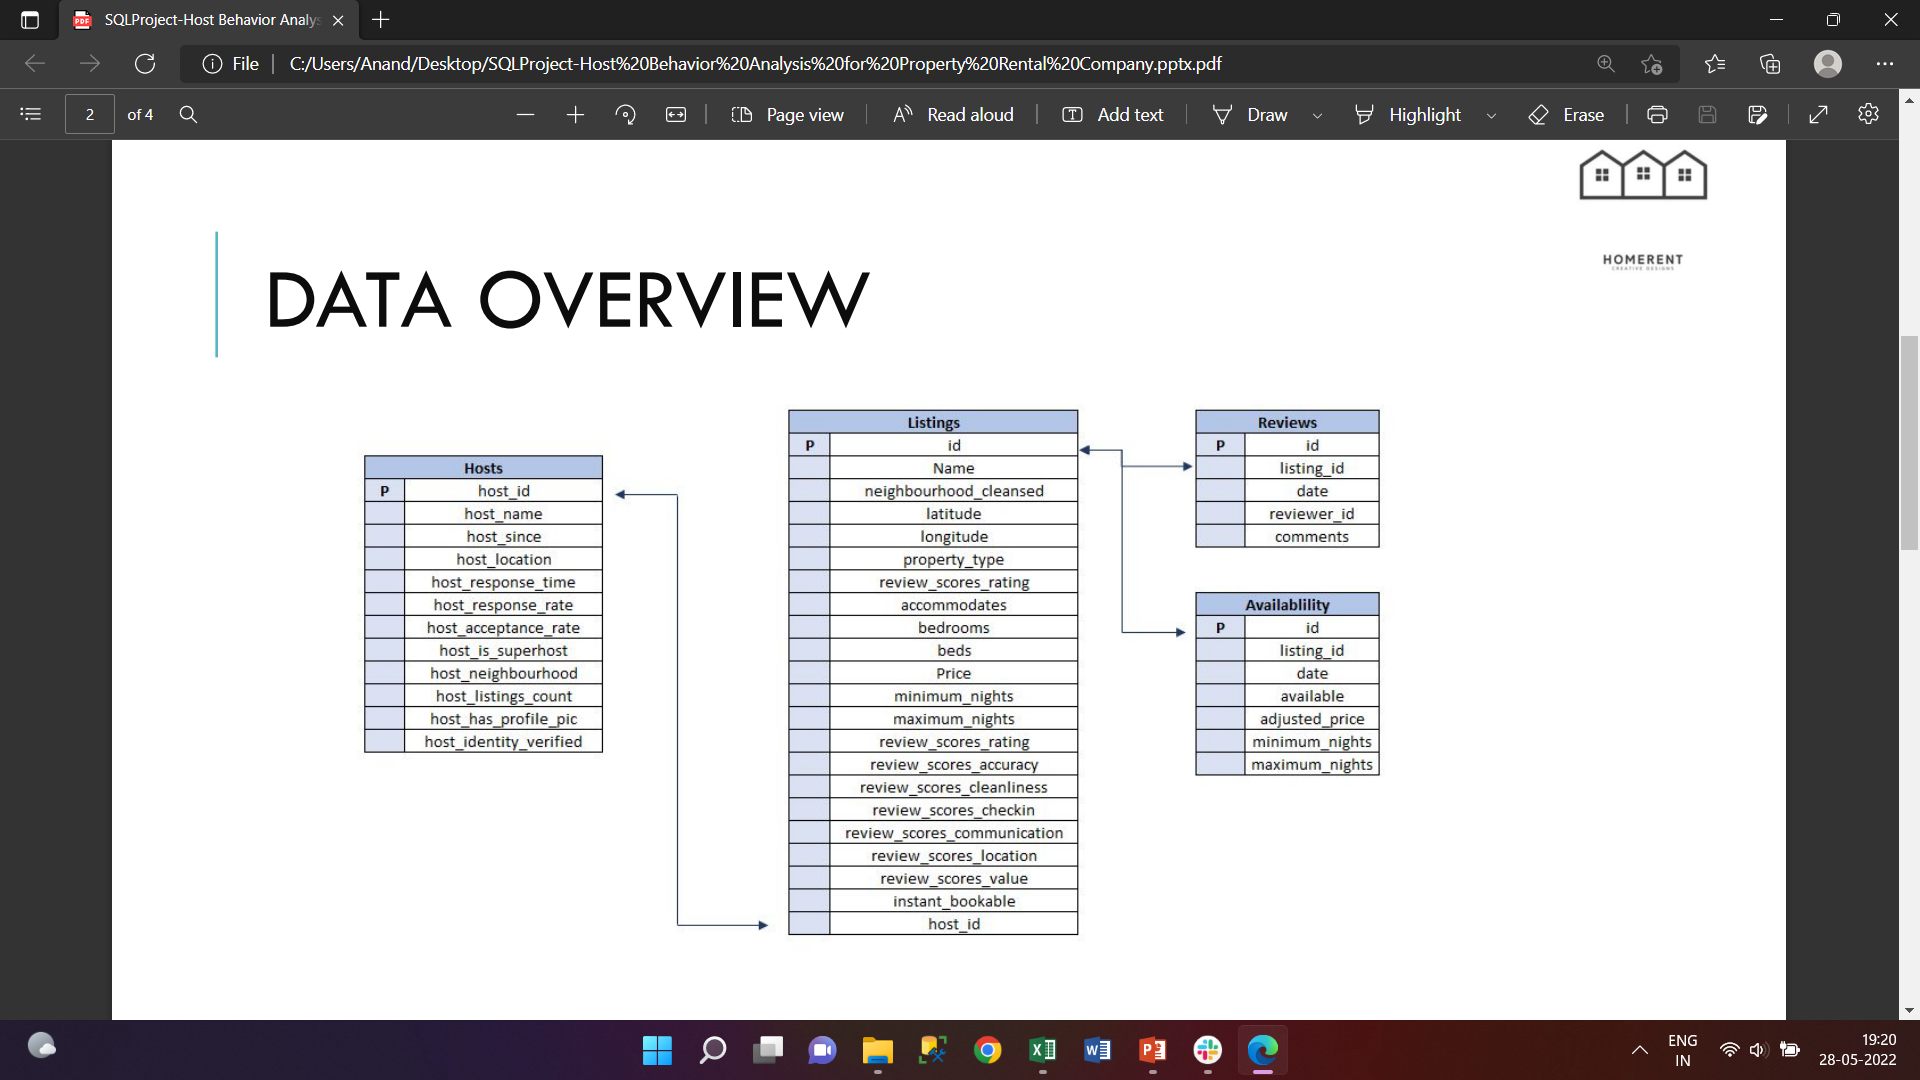 SQLProject-Host Behavior Analys
File
C:/Users/Anand/Desktop/SQLProject-Host%20Behavior%20Analysis%20for%20Property%20Rental%20Company.pptx.pdf
2 of 4
Page view
Read aloud
Add text
Draw
Highlight
Erase
HOMERENT
CREATIVE DESIGNS
DATA OVERVIEW
Hosts
P host_id
host_name
host_since
host_location
host_response_time
host_response_rate
host_acceptance_rate
host_is_superhost
host_neighbourhood
host_listings_count
host_has_profile_pic
host_identity_verified
Listings
P id
Name
neighbourhood_cleansed
latitude
longitude
property_type
review_scores_rating
accommodates
bedrooms
beds
Price
minimum_nights
maximum_nights
review_scores_rating
review_scores_accuracy
review_scores_cleanliness
review_scores_checkin
review_scores_communication
review_scores_location
review_scores_value
instant_bookable
host_id
Reviews
P id
listing_id
date
reviewer_id
comments
Availablility
P id
listing_id
date
available
adjusted_price
minimum_nights
maximum_nights
ENG
IN
19:20
28-05-2022